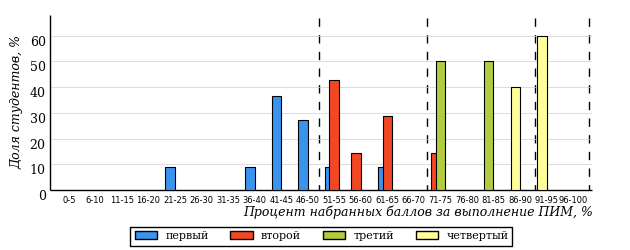 Доля студентов, %
60
50
40
30
20
10
0
0-5 6-10 11-15 16-20 21-25 26-30 31-35 36-40 41-45 46-50 51-55 56-60 61-65 66-70 71-75 76-80 81-85 86-90 91-95 96-100
Процент набранных баллов за выполнение ПИМ, %
первый второй третий четвертый